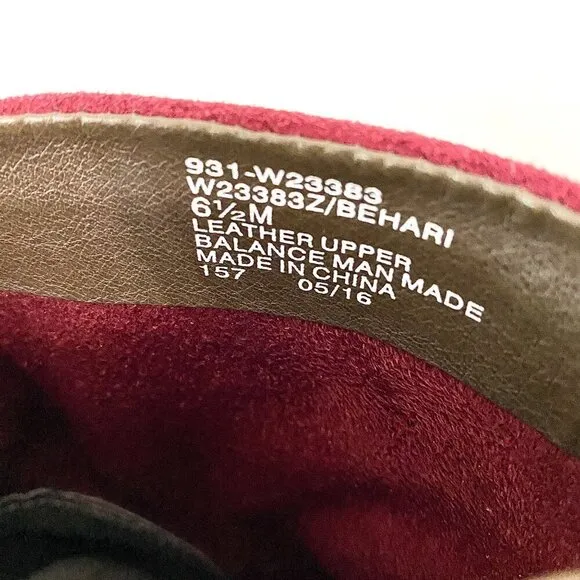 931-W23383
W23383Z/BEHARI
6½M
LEATHER UPPER
BALANCE MAN MADE
MADE IN CHINA
157 05/16